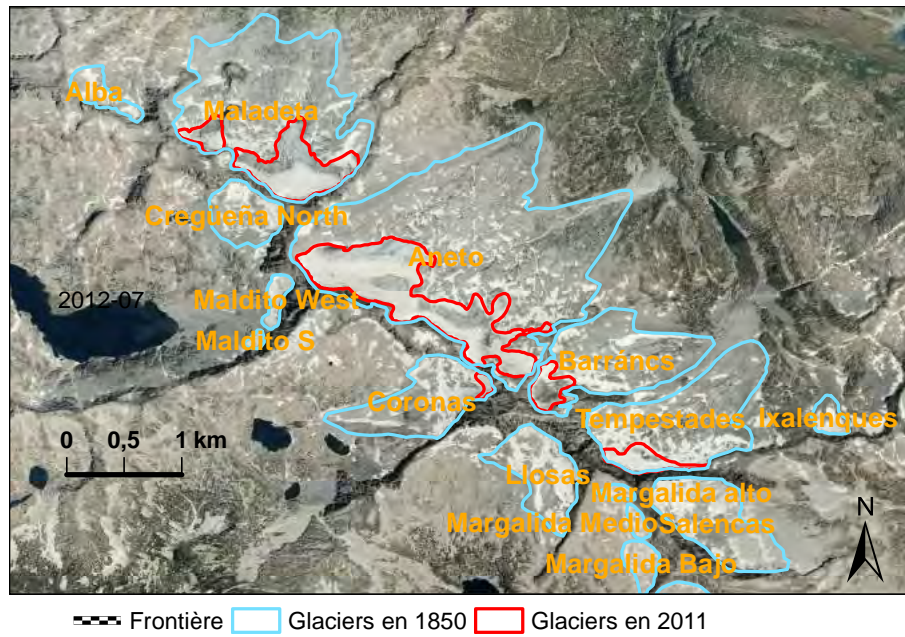 Alba
Maladeta
Cregüeña North
Aneto
2012-07
Maldito West
Maldito S
Barráncs
Coronas
Tempestades
Ixalenques
0 0,5 1 km
Llosas
Margalida alto
N
Margalida Medio
Salencas
Margalida Bajo
Frontière
Glaciers en 1850
Glaciers en 2011